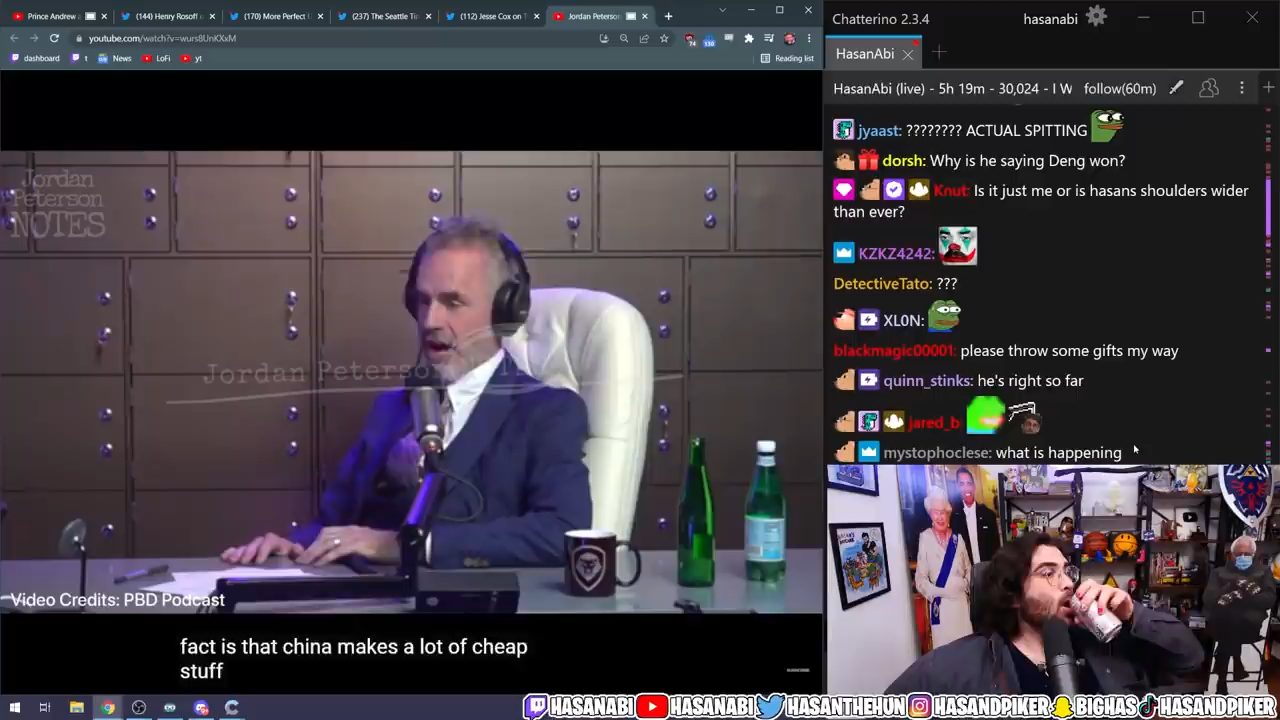 Prince Andrew a
(144) Henry Rosoff
(170) More Perfect U
(237) The Seattle Tim
(112) Jesse Cox on T
Jordan Peterson
youtube.com/watch?v=wurs8UnKXxM
74
dashboard
t
News
LoFi
yt
Reading list
Jordan
Peterson
NOTES
Jordan Peterson
Video Credits: PBD Podcast
fact is that china makes a lot of cheap
stuff
Chatterino 2.3.4
hasanabi
HasanAbi
HasanAbi (live) - 5h 19m - 30,024 - I W
follow(60m)
jyaast: ???????? ACTUAL SPITTING
dorsh: Why is he saying Deng won?
Knut: Is it just me or is hasans shoulders wider
than ever?
KZKZ4242:
DetectiveTato: ???
XL0N:
blackmagic00001: please throw some gifts my way
quinn_stinks: he's right so far
jared_b
mystophoclese: what is happening
HASANABI
HASANABI
HASANTHEHUN
HASANDPIKER
BIGHAS
HASANDPIKER